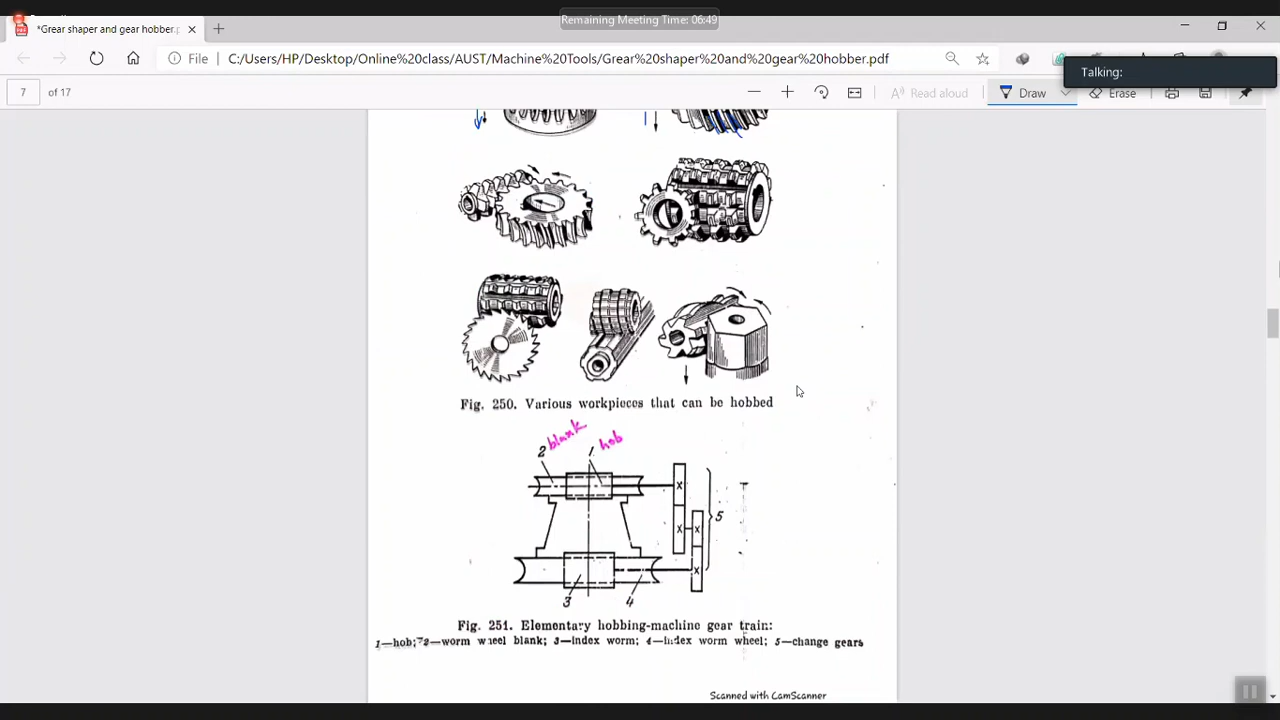 Remaining Meeting Time: 06:49
*Grear shaper and gear hobber.p
File C:/Users/HP/Desktop/Online%20class/AUST/Machine%20Tools/Grear%20shaper%20and%20gear%20hobber.pdf
Talking:
7 of 17
Read aloud
Draw
Erase
Fig. 250. Various workpieces that can be hobbed
blank
hob
2
1
5
3
4
Fig. 251. Elementary hobbing-machine gear train:
1—hob; 2—worm wheel blank; 3—index worm; 4—index worm wheel; 5—change gears
Scanned with CamScanner